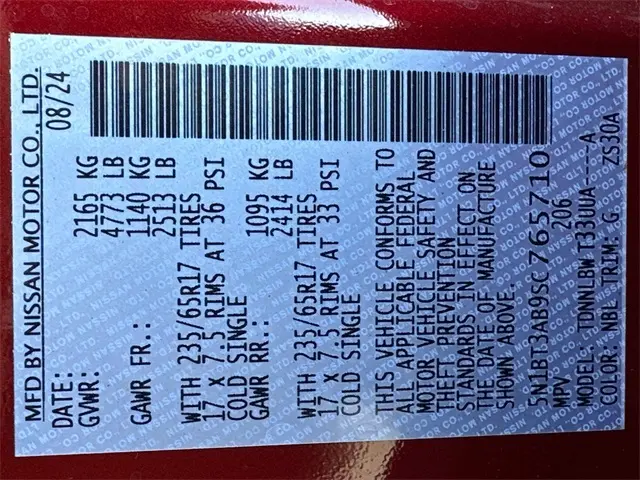 MFD BY NISSAN MOTOR CO., LTD.
DATE: 08/24
GVWR: 2165 KG
4773 LB
GAWR FR.: 1140 KG
2513 LB
WITH 235/65R17 TIRES
17 X 7.5 RIMS AT 36 PSI
COLD SINGLE
GAWR RR.: 1095 KG
2414 LB
WITH 235/65R17 TIRES
17 X 7.5 RIMS AT 33 PSI
COLD SINGLE
THIS VEHICLE CONFORMS TO
ALL APPLICABLE FEDERAL
MOTOR VEHICLE SAFETY AND
THEFT PREVENTION
STANDARDS IN EFFECT ON
THE DATE OF MANUFACTURE
SHOWN ABOVE.
5N1BT3AB9SC765710
MPV 206
MODEL: TDNNLBW T33UUA----A
COLOR: NBL TRIM: G ZS30A